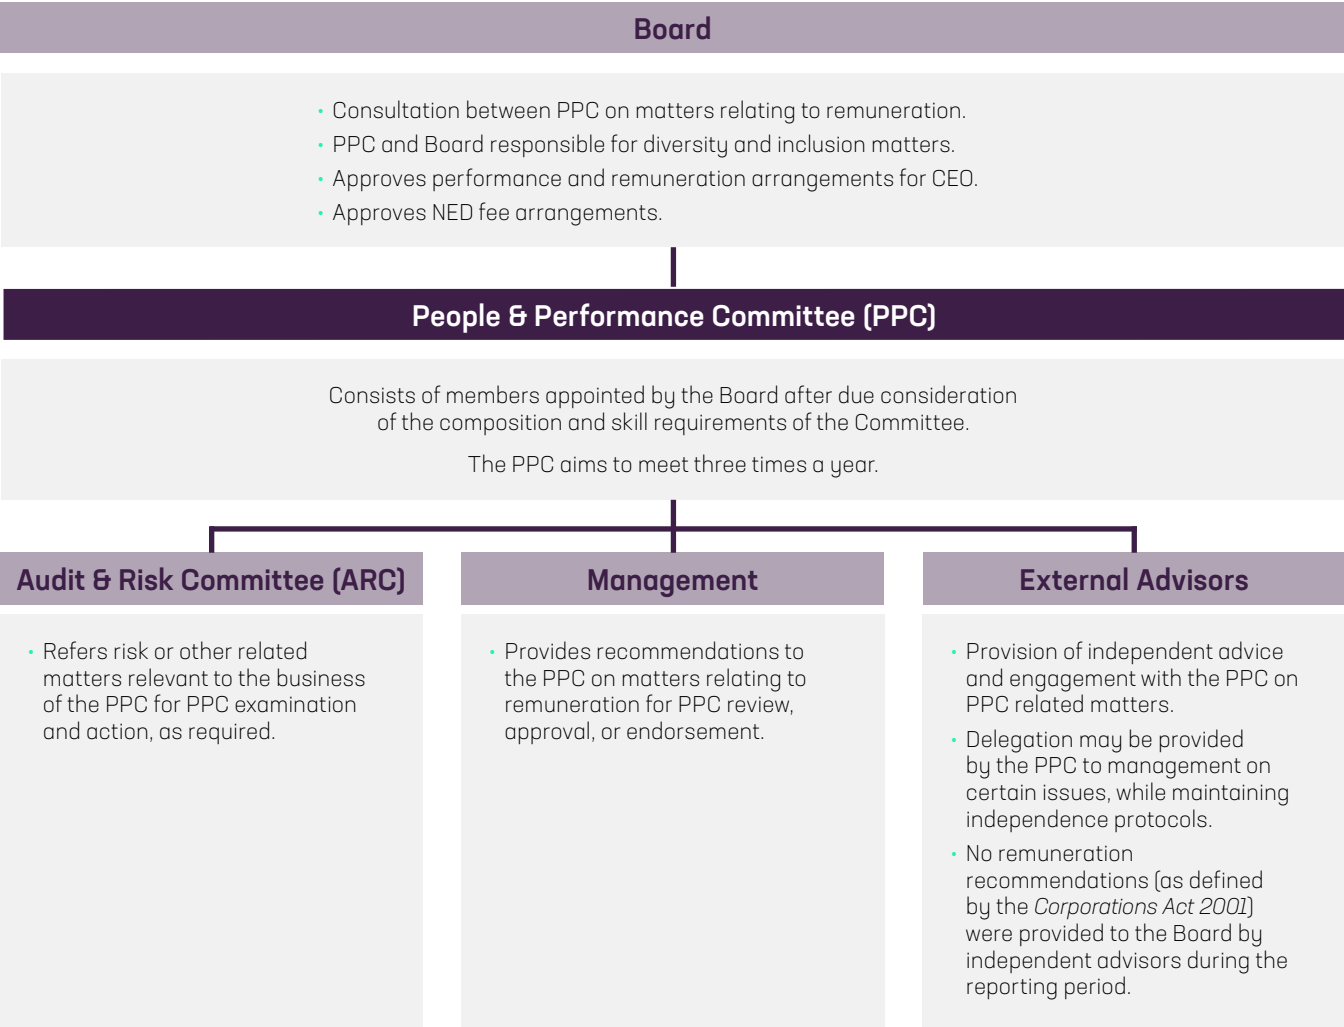 Board
• Consultation between PPC on matters relating to remuneration.
• PPC and Board responsible for diversity and inclusion matters.
• Approves performance and remuneration arrangements for CEO.
• Approves NED fee arrangements.
People & Performance Committee (PPC)
Consists of members appointed by the Board after due consideration
of the composition and skill requirements of the Committee.
The PPC aims to meet three times a year.
Audit & Risk Committee (ARC)
• Refers risk or other related
matters relevant to the business
of the PPC for PPC examination
and action, as required.
Management
• Provides recommendations to
the PPC on matters relating to
remuneration for PPC review,
approval, or endorsement.
External Advisors
• Provision of independent advice
and engagement with the PPC on
PPC related matters.
• Delegation may be provided
by the PPC to management on
certain issues, while maintaining
independence protocols.
• No remuneration
recommendations (as defined
by the Corporations Act 2001)
were provided to the Board by
independent advisors during the
reporting period.